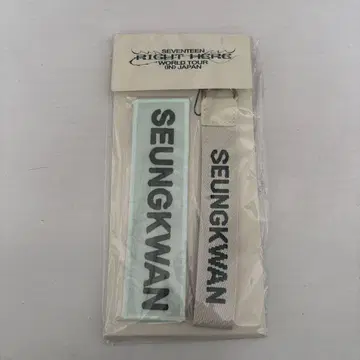 SEVENTEEN
RIGHT HERE
WORLD TOUR
[IN] JAPAN
SEUNGKWAN
SEUNGKWAN